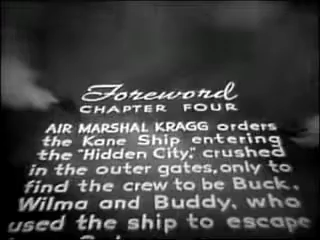 Foreword
CHAPTER FOUR
AIR MARSHAL KRAGG orders
the Kane Ship entering
the "Hidden City," crushed
in the outer gates, only to
find the crew to be Buck,
Wilma and Buddy, who
used the ship to escape